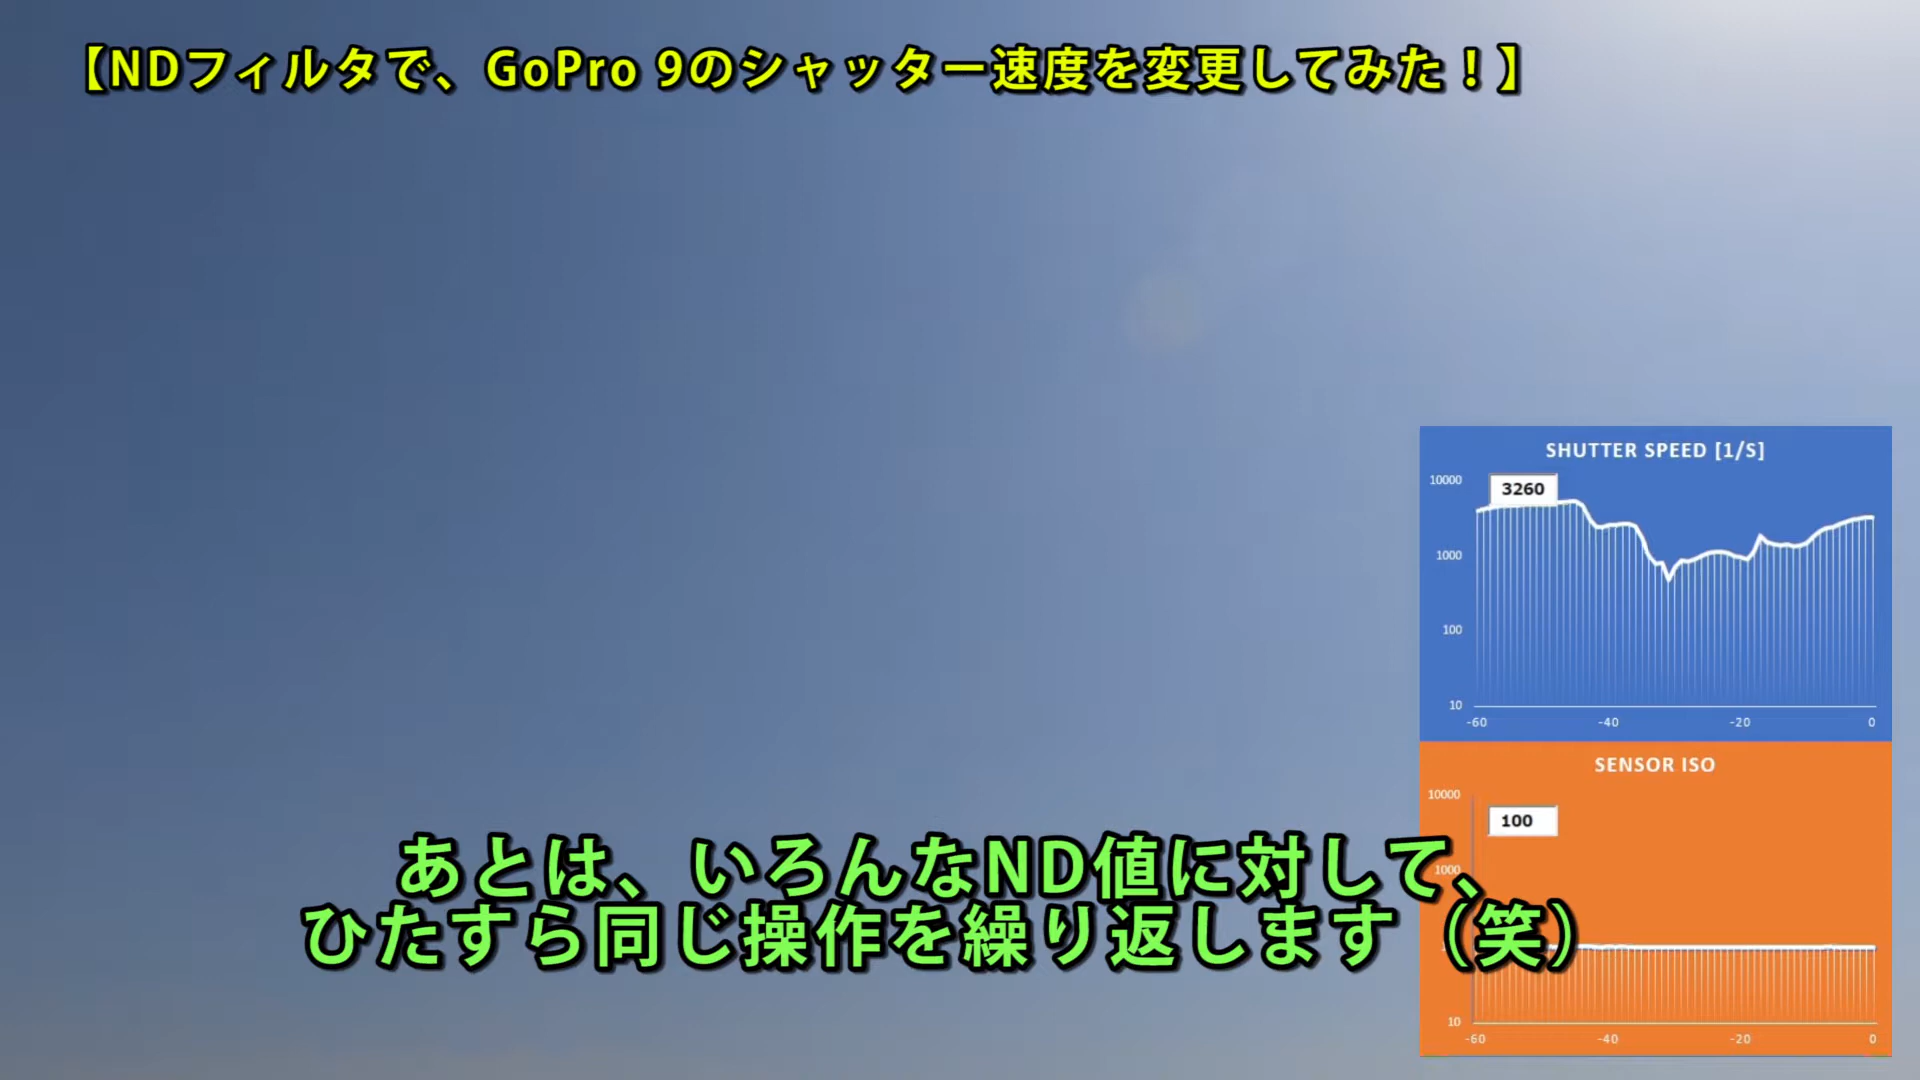 【NDフィルタで、GoPro 9のシャッター速度を変更してみた！】
SHUTTER SPEED [1/S]
10000
3260
1000
100
10
-60 -40 -20 0
SENSOR ISO
10000
100
1000
あとは、いろんなND値に対して、
ひたすら同じ操作を繰り返します（笑）
10
-60 -40 -20 0